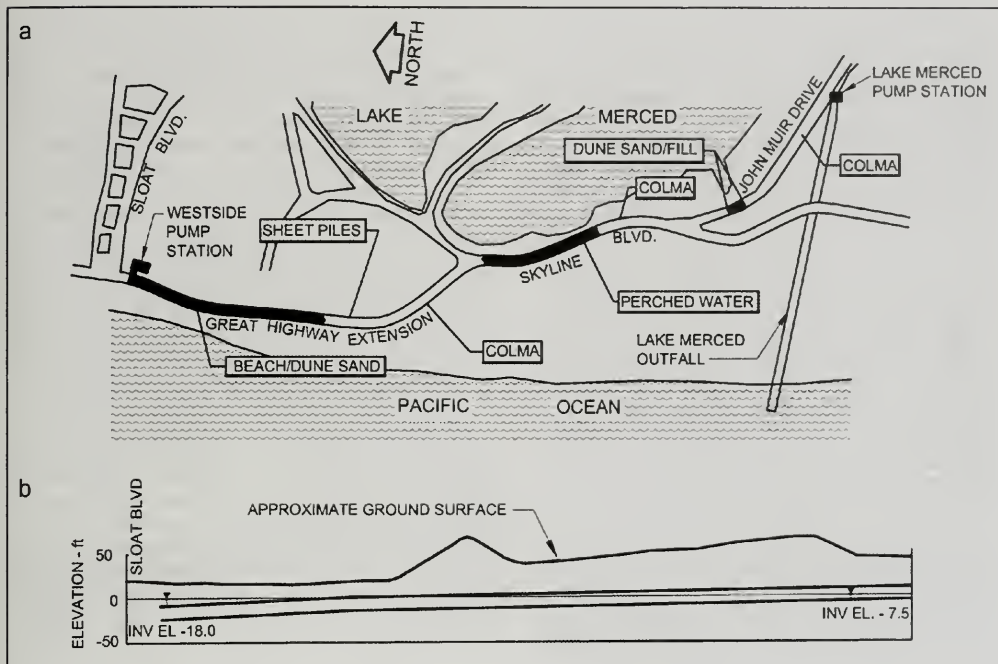 a
NORTH
LAKE MERCED
PUMP STATION
LAKE
MERCED
DUNE SAND/FILL
JOHN MUIR DRIVE
COLMA
COLMA
SLOAT BLVD.
WESTSIDE
PUMP
STATION
SHEET PILES
SKYLINE
BLVD.
PERCHED WATER
GREAT HIGHWAY EXTENSION
COLMA
LAKE MERCED
OUTFALL
BEACH/DUNE SAND
PACIFIC OCEAN
b
SLOAT BLVD
APPROXIMATE GROUND SURFACE
ELEVATION - ft
50
0
-50
INV EL -18.0
INV EL. - 7.5